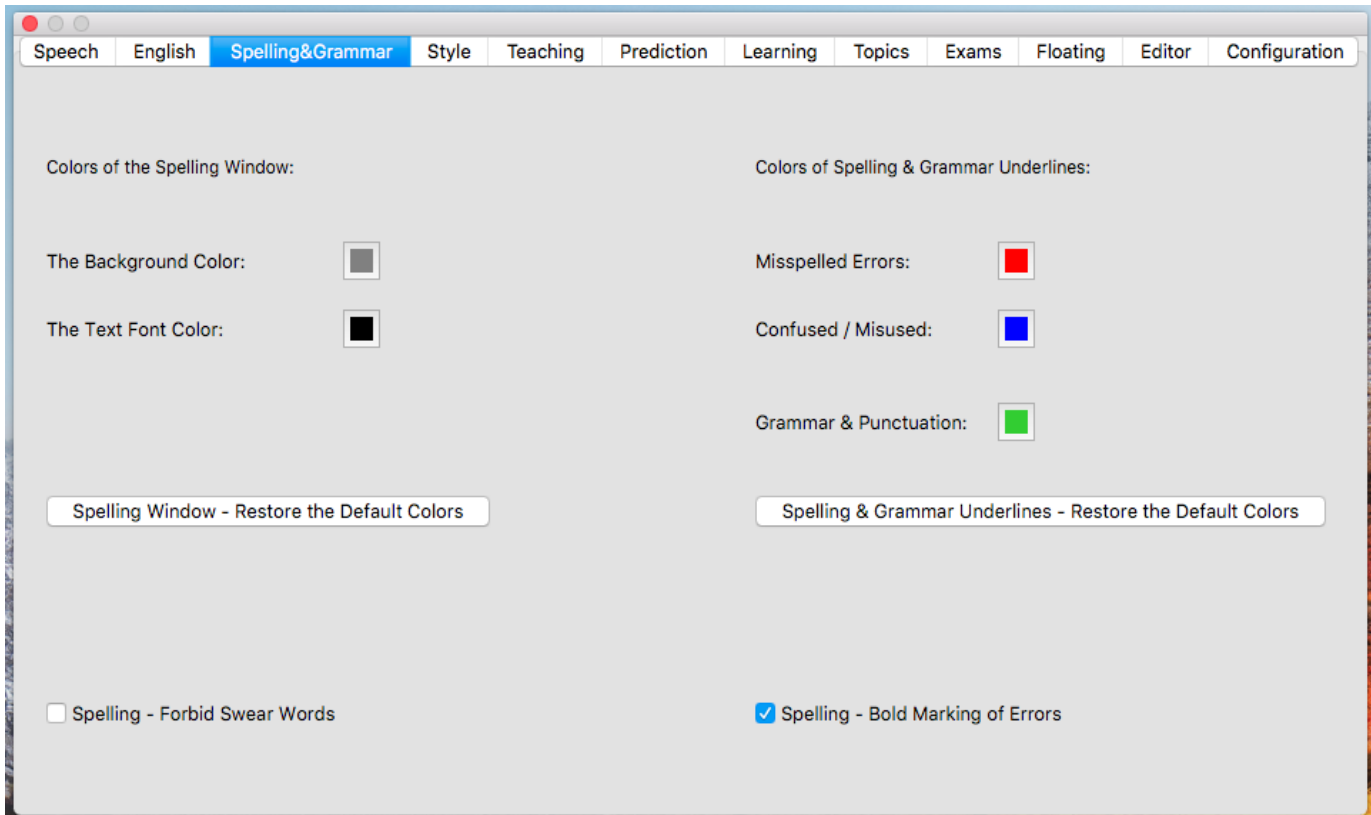 Speech English Spelling&Grammar Style Teaching Prediction Learning Topics Exams Floating Editor Configuration
Colors of the Spelling Window:
Colors of Spelling & Grammar Underlines:
The Background Color:
Misspelled Errors:
The Text Font Color:
Confused / Misused:
Grammar & Punctuation:
Spelling Window - Restore the Default Colors
Spelling & Grammar Underlines - Restore the Default Colors
Spelling - Forbid Swear Words
Spelling - Bold Marking of Errors